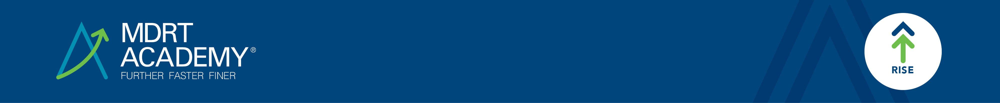 MDRT
ACADEMY®
FURTHER FASTER FINER
RISE